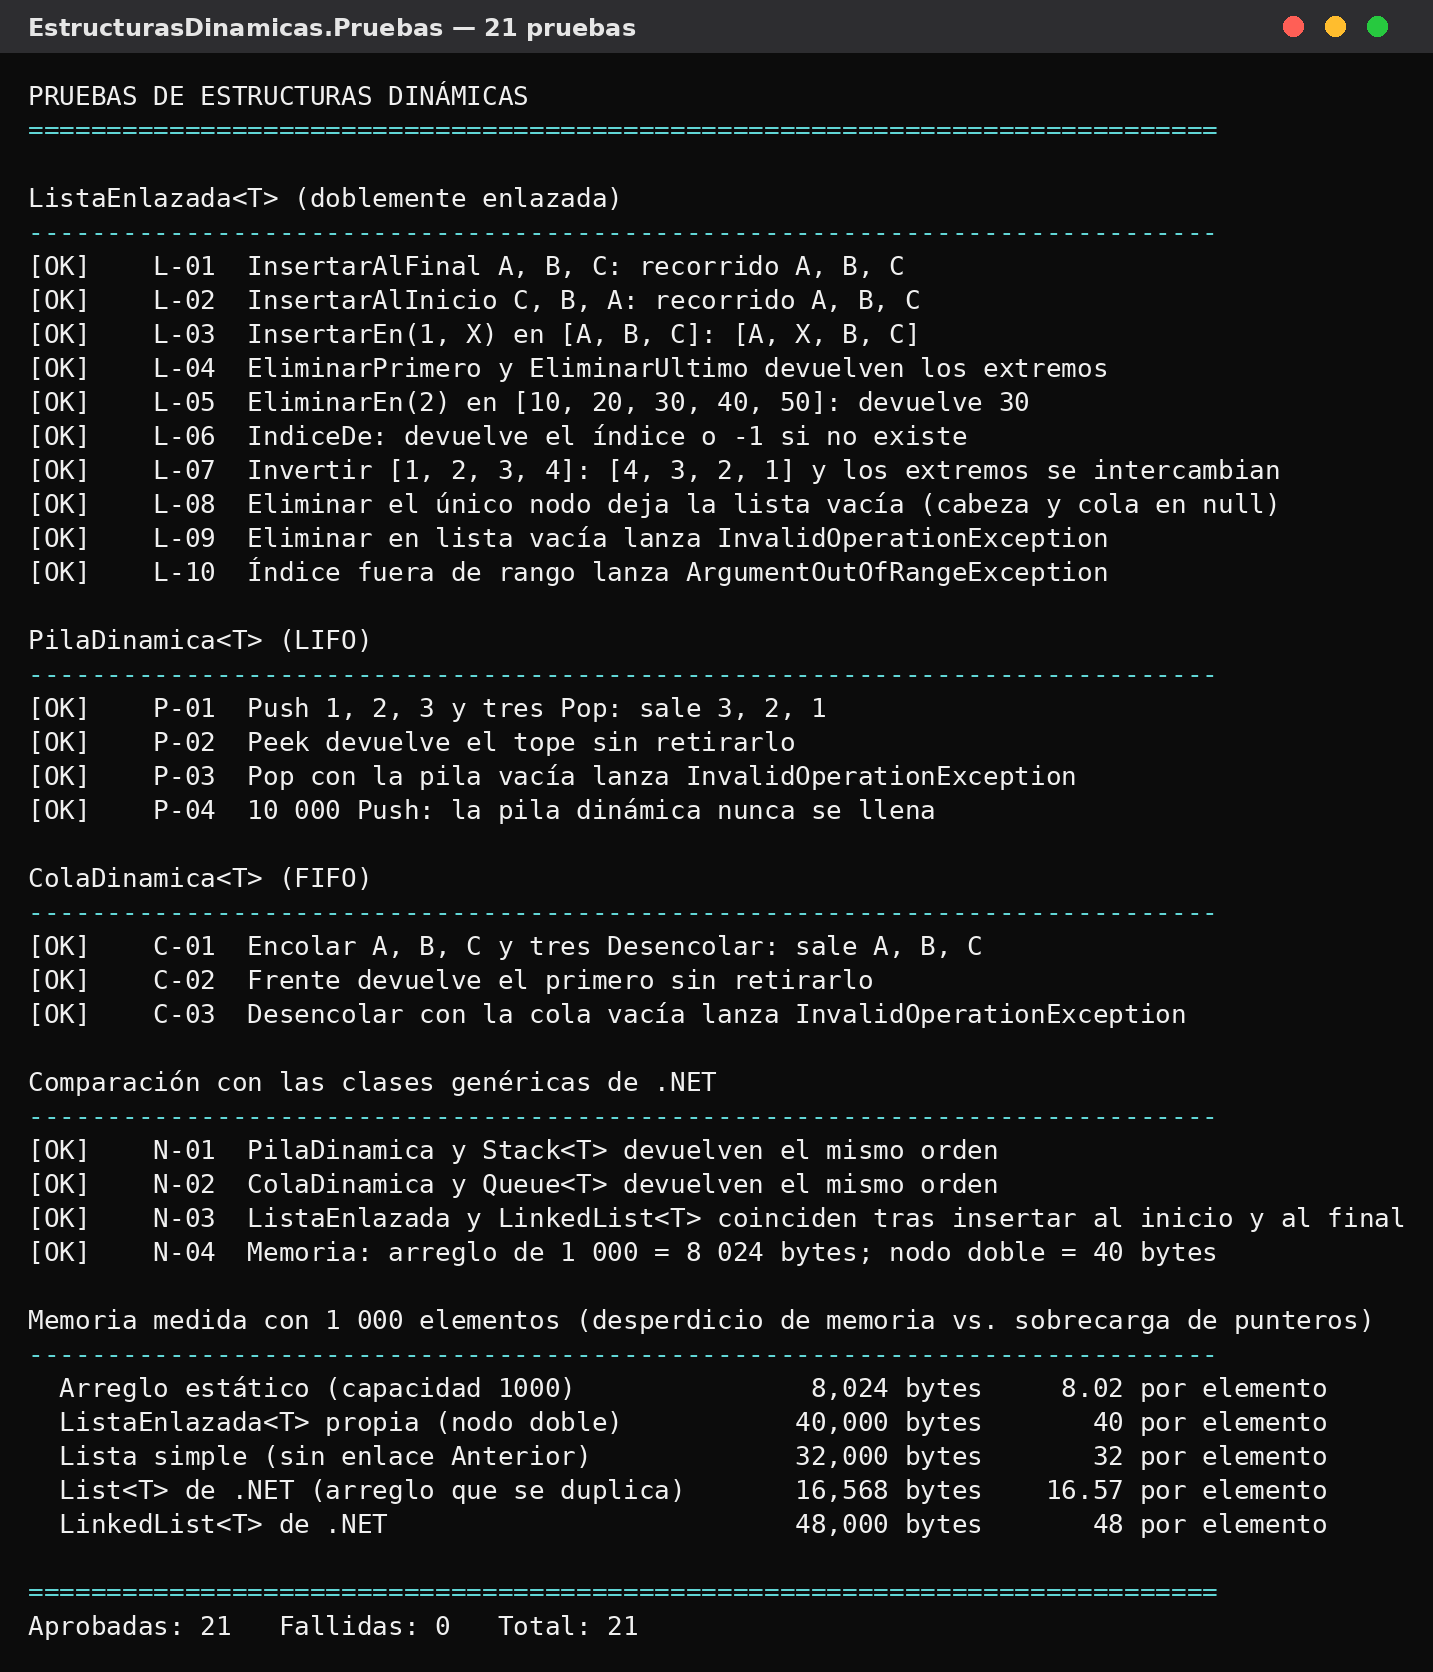 EstructurasDinamicas.Pruebas — 21 pruebas
PRUEBAS DE ESTRUCTURAS DINÁMICAS
============================================================================
ListaEnlazada<T> (doblemente enlazada)
----------------------------------------------------------------------------
[OK]    L-01  InsertarAlFinal A, B, C: recorrido A, B, C
[OK]    L-02  InsertarAlInicio C, B, A: recorrido A, B, C
[OK]    L-03  InsertarEn(1, X) en [A, B, C]: [A, X, B, C]
[OK]    L-04  EliminarPrimero y EliminarUltimo devuelven los extremos
[OK]    L-05  EliminarEn(2) en [10, 20, 30, 40, 50]: devuelve 30
[OK]    L-06  IndiceDe: devuelve el índice o -1 si no existe
[OK]    L-07  Invertir [1, 2, 3, 4]: [4, 3, 2, 1] y los extremos se intercambian
[OK]    L-08  Eliminar el único nodo deja la lista vacía (cabeza y cola en null)
[OK]    L-09  Eliminar en lista vacía lanza InvalidOperationException
[OK]    L-10  Índice fuera de rango lanza ArgumentOutOfRangeException
PilaDinamica<T> (LIFO)
----------------------------------------------------------------------------
[OK]    P-01  Push 1, 2, 3 y tres Pop: sale 3, 2, 1
[OK]    P-02  Peek devuelve el tope sin retirarlo
[OK]    P-03  Pop con la pila vacía lanza InvalidOperationException
[OK]    P-04  10 000 Push: la pila dinámica nunca se llena
ColaDinamica<T> (FIFO)
----------------------------------------------------------------------------
[OK]    C-01  Encolar A, B, C y tres Desencolar: sale A, B, C
[OK]    C-02  Frente devuelve el primero sin retirarlo
[OK]    C-03  Desencolar con la cola vacía lanza InvalidOperationException
Comparación con las clases genéricas de .NET
----------------------------------------------------------------------------
[OK]    N-01  PilaDinamica y Stack<T> devuelven el mismo orden
[OK]    N-02  ColaDinamica y Queue<T> devuelven el mismo orden
[OK]    N-03  ListaEnlazada y LinkedList<T> coinciden tras insertar al inicio y al final
[OK]    N-04  Memoria: arreglo de 1 000 = 8 024 bytes; nodo doble = 40 bytes
Memoria medida con 1 000 elementos (desperdicio de memoria vs. sobrecarga de punteros)
----------------------------------------------------------------------------
  Arreglo estático (capacidad 1000)               8,024 bytes     8.02 por elemento
  ListaEnlazada<T> propia (nodo doble)           40,000 bytes       40 por elemento
  Lista simple (sin enlace Anterior)             32,000 bytes       32 por elemento
  List<T> de .NET (arreglo que se duplica)       16,568 bytes    16.57 por elemento
  LinkedList<T> de .NET                          48,000 bytes       48 por elemento
============================================================================
Aprobadas: 21   Fallidas: 0   Total: 21